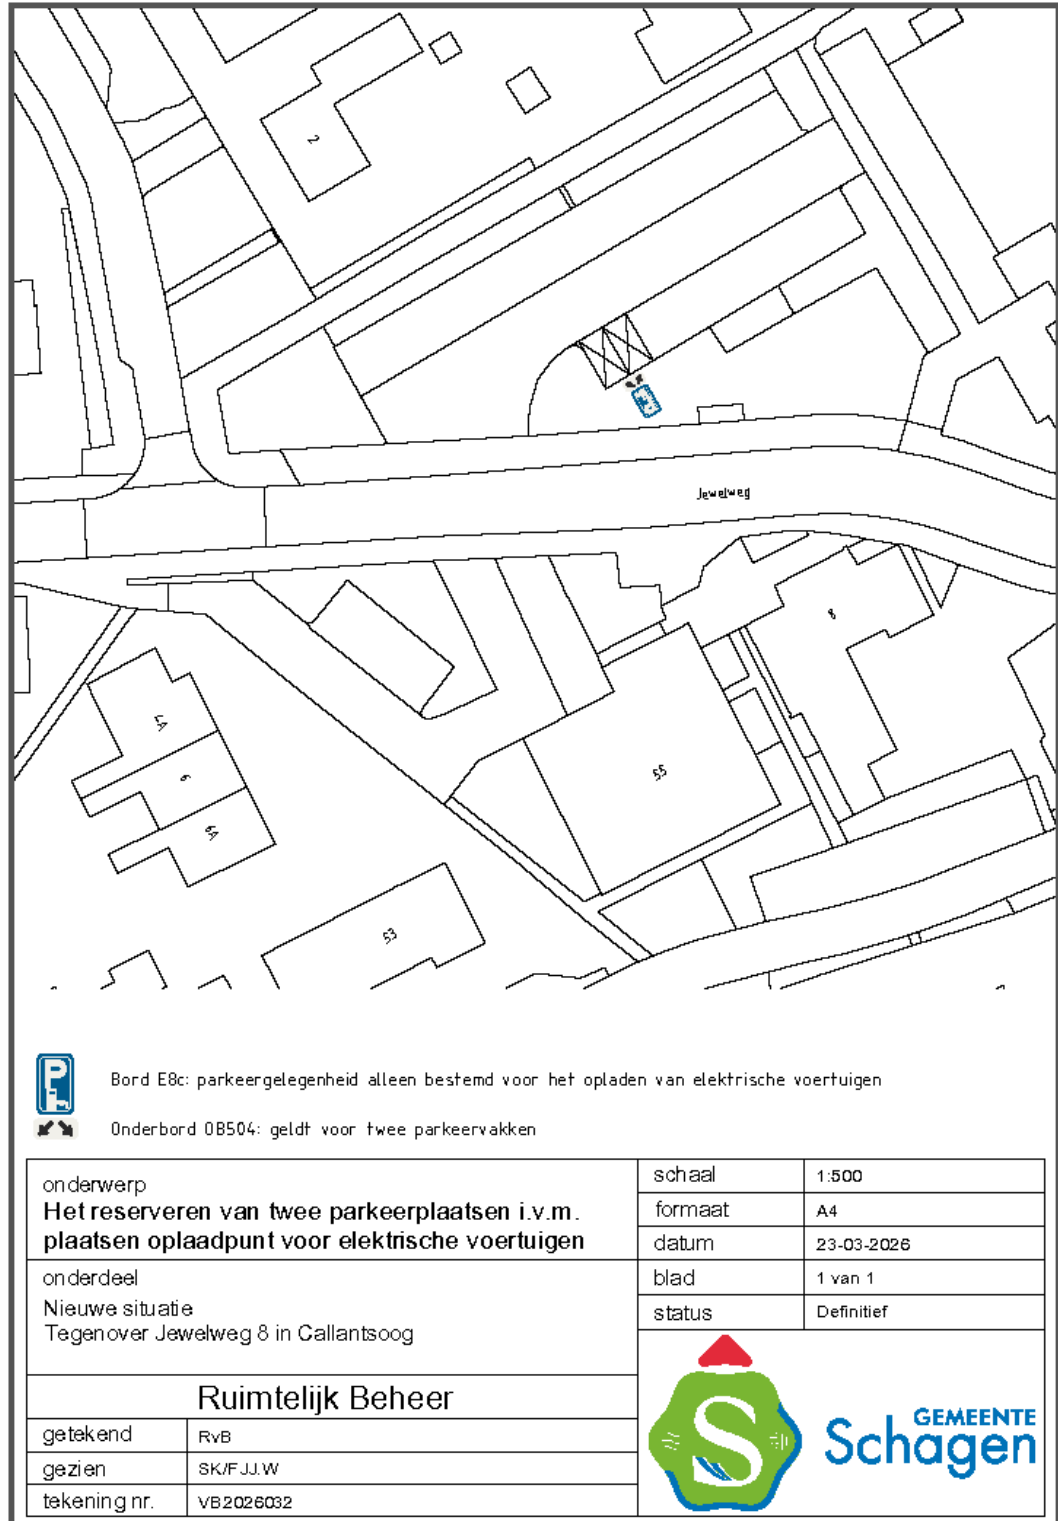 2
Jewelweg
8
4A
6
6A
55
53
Bord E8c: parkeergelegenheid alleen bestemd voor het opladen van elektrische voertuigen
Onderbord OB504: geldt voor twee parkeervakken
onderwerp
Het reserveren van twee parkeerplaatsen i.v.m.
plaatsen oplaadpunt voor elektrische voertuigen
schaal 1:500
formaat A4
datum 23-03-2026
blad 1 van 1
status Definitief
onderdeel
Nieuwe situatie
Tegenover Jewelweg 8 in Callantsoog
Ruimtelijk Beheer
getekend RvB
gezien SK/FJJ.W
tekening nr. VB2026032
GEMEENTE
Schagen